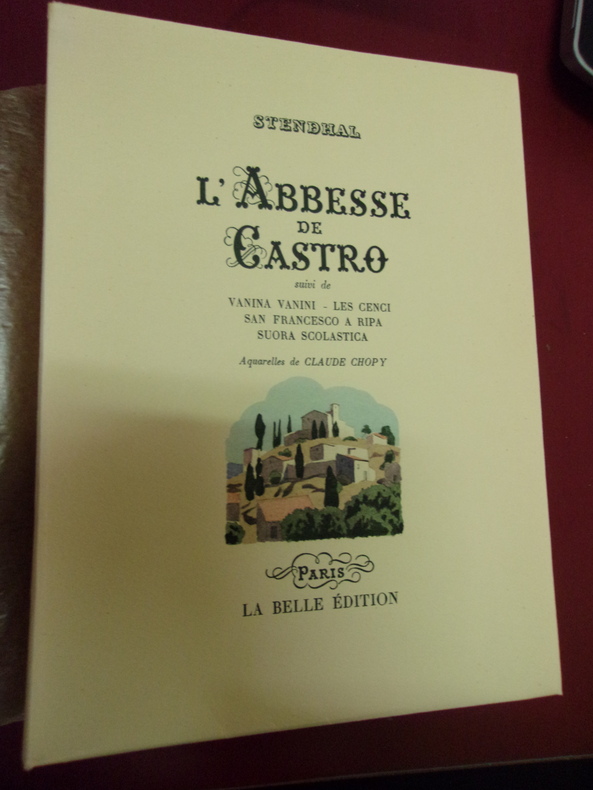 STENDHAL
L'ABBESSE
DE
CASTRO
suivi de
VANINA VANINI - LES CENCI
SAN FRANCESCO A RIPA
SUORA SCOLASTICA
Aquarelles de CLAUDE CHOPY
PARIS
LA BELLE ÉDITION